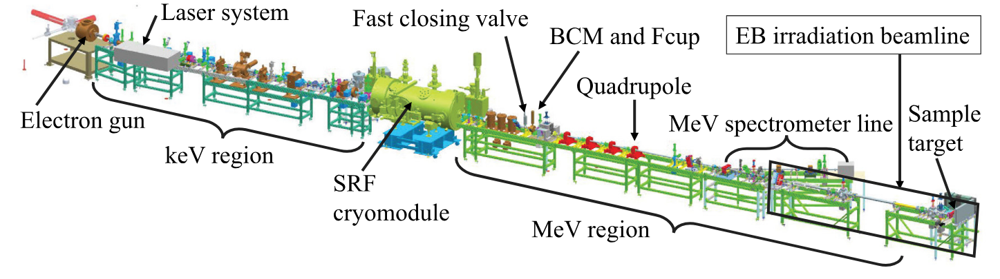 Laser system
Fast closing valve
BCM and Fcup
EB irradiation beamline
Quadrupole
Electron gun
MeV spectrometer line
Sample
target
keV region
SRF
cryomodule
MeV region